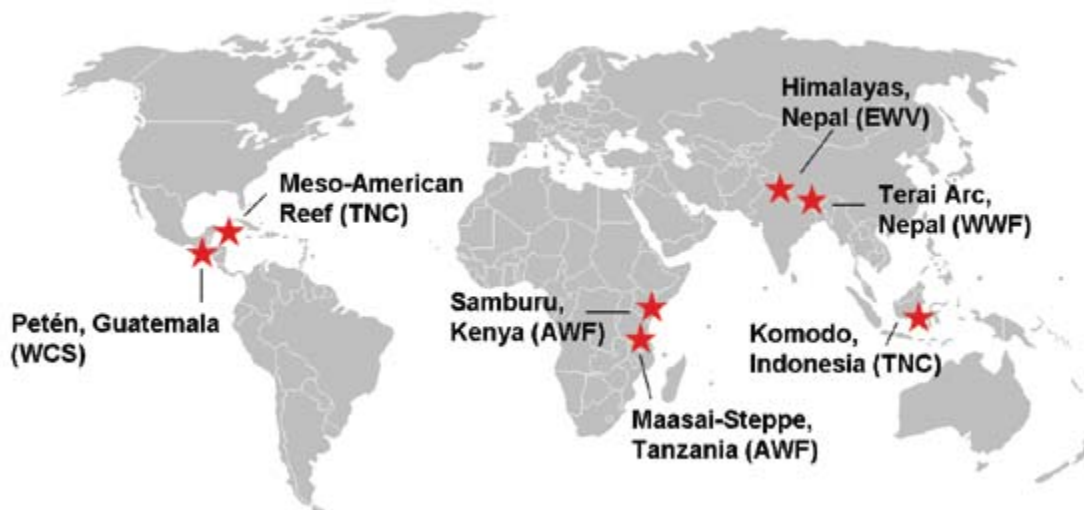 Himalayas,
Nepal (EWV)
Meso-American
Reef (TNC)
Terai Arc,
Nepal (WWF)
Samburu,
Kenya (AWF)
Petén, Guatemala
(WCS)
Komodo,
Indonesia (TNC)
Maasai-Steppe,
Tanzania (AWF)